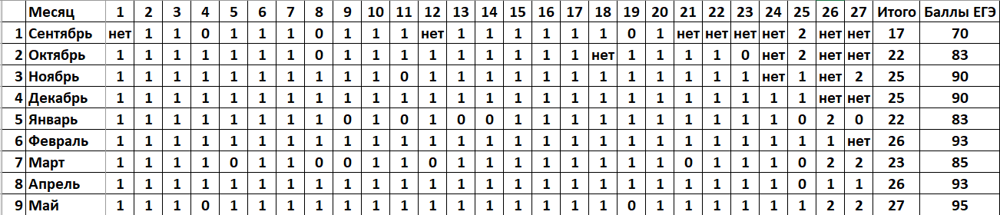 Месяц 1 2 3 4 5 6 7 8 9 10 11 12 13 14 15 16 17 18 19 20 21 22 23 24 25 26 27 Итого Баллы ЕГЭ
1 Сентябрь нет 1 1 0 1 1 1 0 1 1 1 нет 1 1 1 1 1 1 0 1 нет нет нет нет 2 нет нет 17 70
2 Октябрь 1 1 1 1 1 1 1 0 1 1 1 1 1 1 1 1 1 нет 1 1 1 1 0 нет 2 нет нет 22 83
3 Ноябрь 1 1 1 1 1 1 1 1 1 1 0 1 1 1 1 1 1 1 1 1 1 1 1 нет 1 нет 2 25 90
4 Декабрь 1 1 1 1 1 1 1 1 1 1 1 1 1 1 1 1 1 1 1 1 1 1 1 1 1 нет нет 25 90
5 Январь 1 1 1 1 1 1 1 1 0 1 0 1 0 0 1 1 1 1 1 1 1 1 1 1 0 2 0 22 83
6 Февраль 1 1 1 1 1 1 1 1 1 1 1 1 1 1 1 1 1 1 1 1 1 1 1 1 1 1 нет 26 93
7 Март 1 1 1 1 0 1 1 0 0 1 1 0 1 1 1 1 1 1 1 1 0 1 1 1 0 2 2 23 85
8 Апрель 1 1 1 1 1 1 1 1 1 1 1 1 1 1 1 1 1 1 1 1 1 1 1 1 0 1 1 26 93
9 Май 1 1 1 0 1 1 1 1 1 1 1 1 1 1 1 1 1 1 0 1 1 1 1 1 1 2 2 27 95